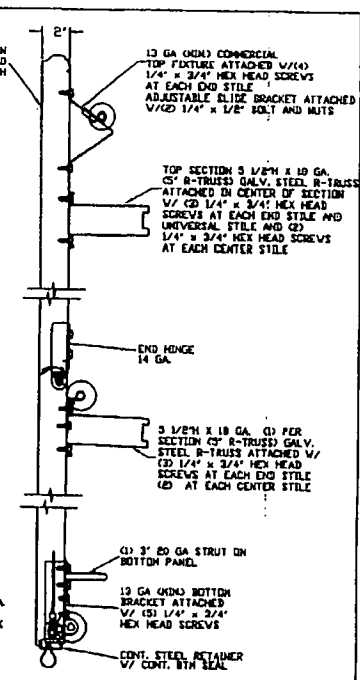 2"
13 GA (MIN) COMMERCIAL
TOP FIXTURE ATTACHED W/(4)
1/4" x 3/4" HEX HEAD SCREWS
AT EACH END STILE
ADJUSTABLE SLIDE BRACKET ATTACHED
W/(2) 1/4" x 1/2" BOLT AND NUTS
TOP SECTION 5 1/2"H X 18 GA.
(5" R-TRUSS) GALV. STEEL R-TRUSS
ATTACHED IN CENTER OF SECTION
W/ (3) 1/4" x 3/4" HEX HEAD
SCREWS AT EACH END STILE AND
UNIVERSAL STILE AND (2)
1/4" x 3/4" HEX HEAD SCREWS
AT EACH CENTER STILE
END HINGE
14 GA.
5 1/2"H X 18 GA. (1) PER
SECTION (5" R-TRUSS) GALV.
STEEL R-TRUSS ATTACHED W/
(3) 1/4" x 3/4" HEX HEAD
SCREWS AT EACH END STILE
(2) AT EACH CENTER STILE
(1) 3" 20 GA STRUT ON
BOTTOM PANEL
13 GA (MIN) BOTTOM
BRACKET ATTACHED
W/ (5) 1/4" x 3/4"
HEX HEAD SCREWS
CONT. STEEL RETAINER
W/ CONT. BTM SEAL